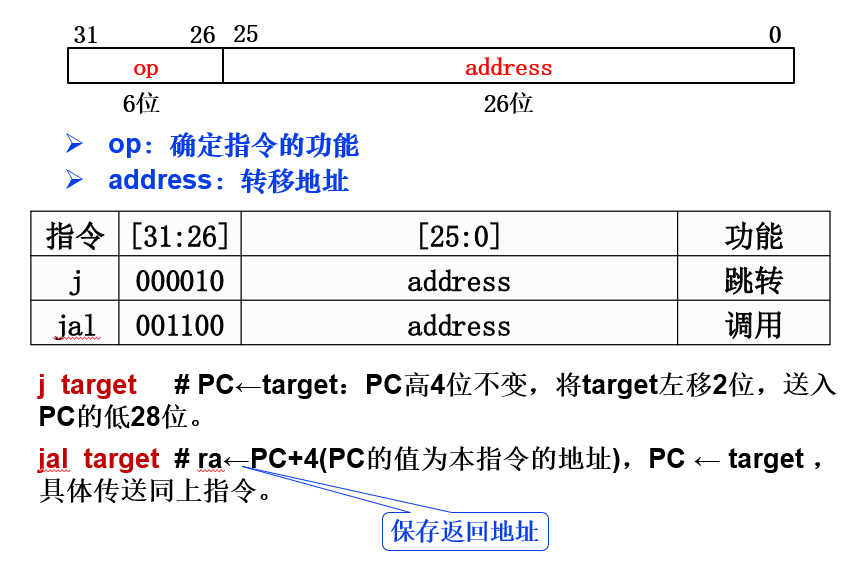 31 26 25 0
op address
6位 26位
➢ op：确定指令的功能
➢ address：转移地址
指令 [31:26] [25:0] 功能
j 000010 address 跳转
jal 001100 address 调用
j target # PC←target：PC高4位不变，将target左移2位，送入
PC的低28位。
jal target # ra←PC+4(PC的值为本指令的地址)，PC ← target ，
具体传送同上指令。
保存返回地址